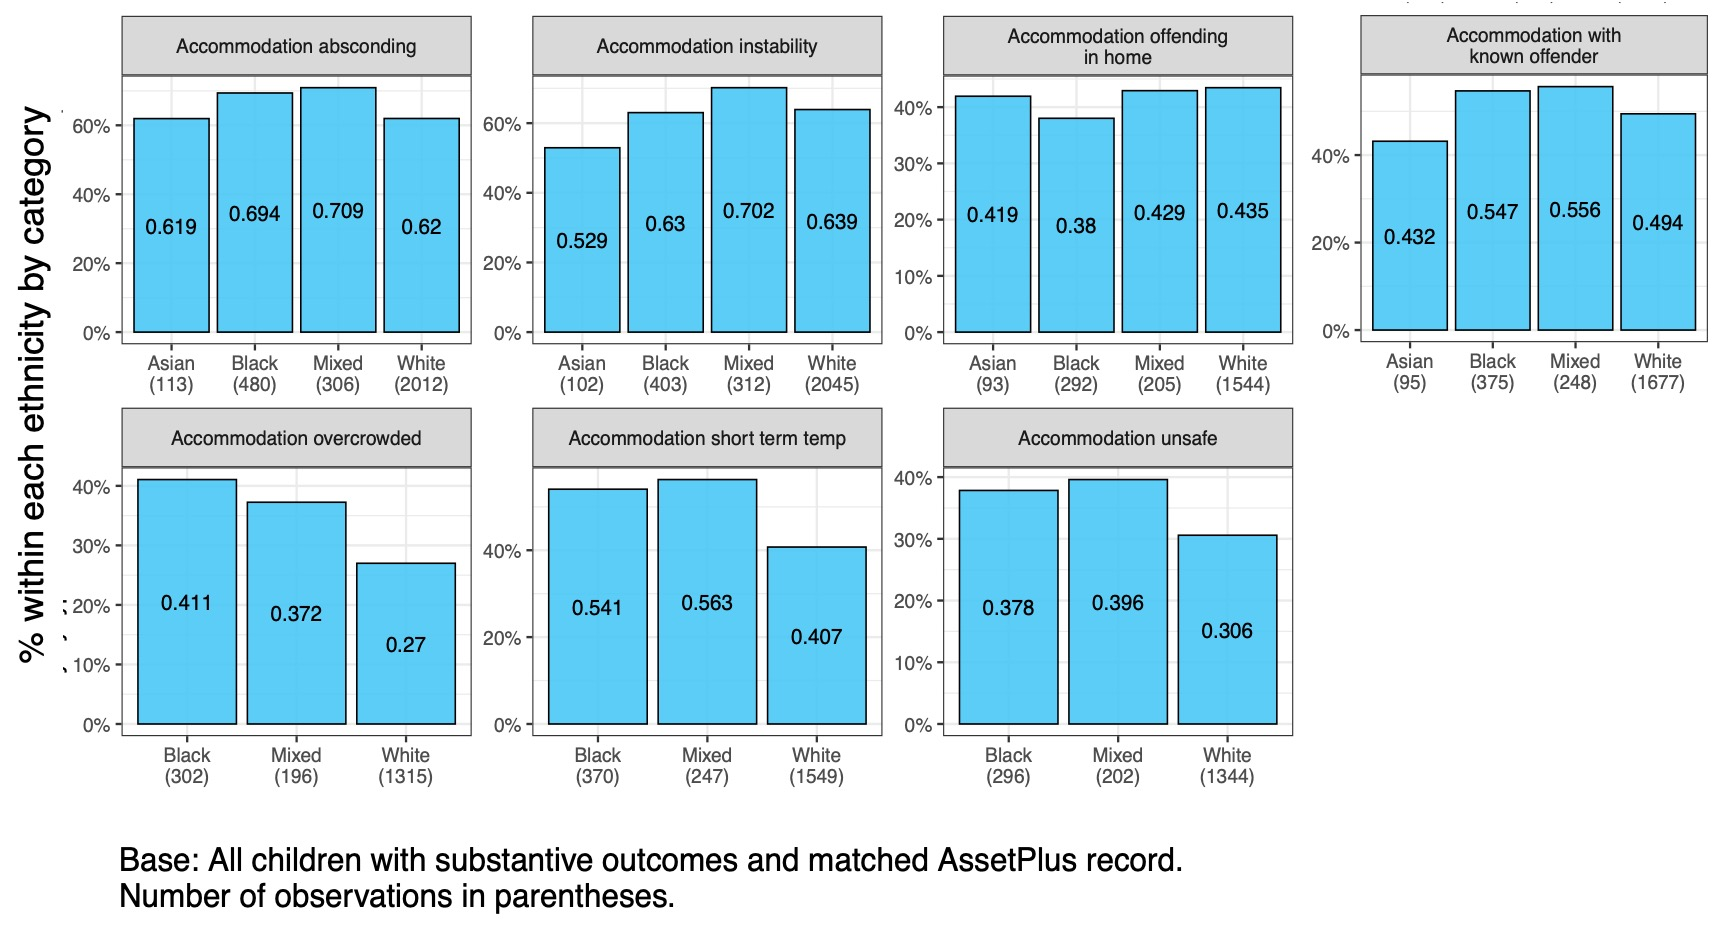 % within each ethnicity by category
Accommodation absconding
60%
40%
20%
0%
0.619
0.694
0.709
0.62
Asian
(113)
Black
(480)
Mixed
(306)
White
(2012)
Accommodation instability
60%
40%
20%
0%
0.529
0.63
0.702
0.639
Asian
(102)
Black
(403)
Mixed
(312)
White
(2045)
Accommodation offending
in home
40%
30%
20%
10%
0%
0.419
0.38
0.429
0.435
Asian
(93)
Black
(292)
Mixed
(205)
White
(1544)
Accommodation with
known offender
40%
20%
0%
0.432
0.547
0.556
0.494
Asian
(95)
Black
(375)
Mixed
(248)
White
(1677)
Accommodation overcrowded
40%
30%
20%
10%
0%
0.411
0.372
0.27
Black
(302)
Mixed
(196)
White
(1315)
Accommodation short term temp
40%
20%
0%
0.541
0.563
0.407
Black
(370)
Mixed
(247)
White
(1549)
Accommodation unsafe
40%
30%
20%
10%
0%
0.378
0.396
0.306
Black
(296)
Mixed
(202)
White
(1344)
Base: All children with substantive outcomes and matched AssetPlus record.
Number of observations in parentheses.